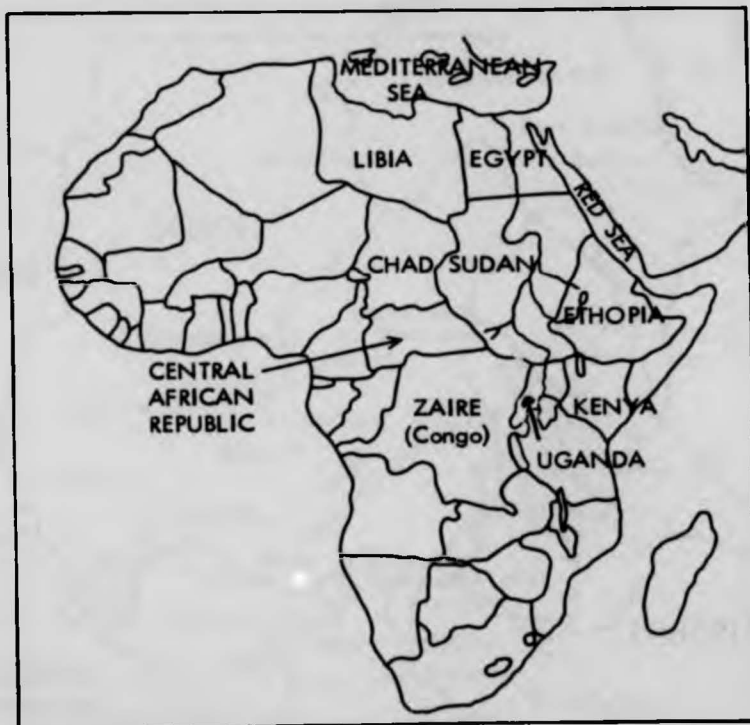 MEDITERRANEAN
SEA
LIBIA
EGYPT
RED SEA
CHAD
SUDAN
ETHOPIA
CENTRAL
AFRICAN
REPUBLIC
ZAIRE
(Congo)
KENYA
UGANDA